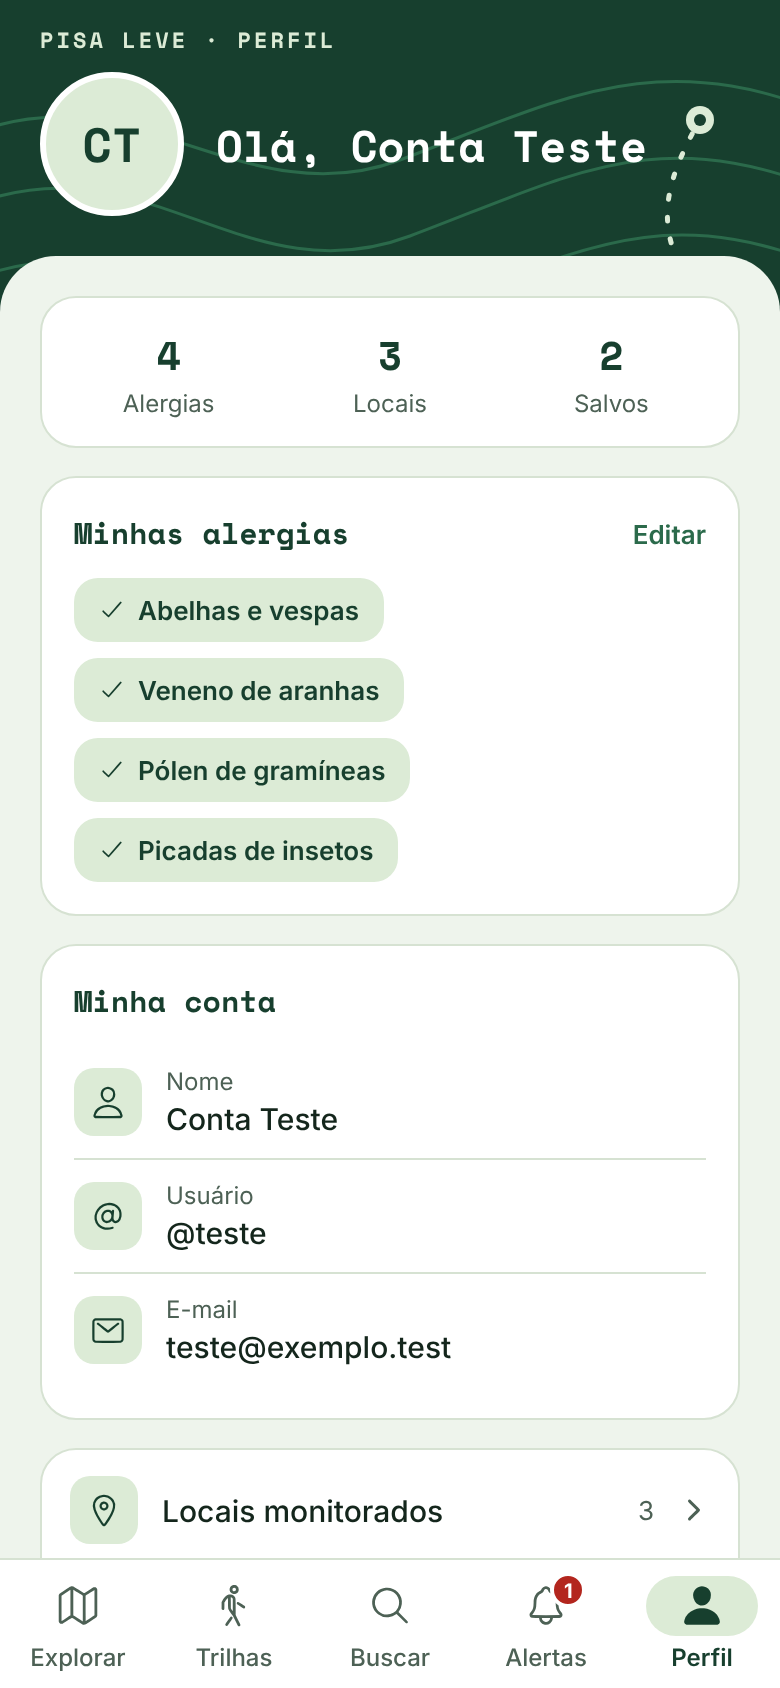 PISA LEVE · PERFIL
CT
Olá, Conta Teste
4 3 2
Alergias Locais Salvos
Minhas alergias Editar
Abelhas e vespas
Veneno de aranhas
Pólen de gramíneas
Picadas de insetos
Minha conta
Nome
Conta Teste
@ Usuário
@teste
E-mail
teste@exemplo.test
Locais monitorados 3
1
Explorar Trilhas Buscar Alertas Perfil